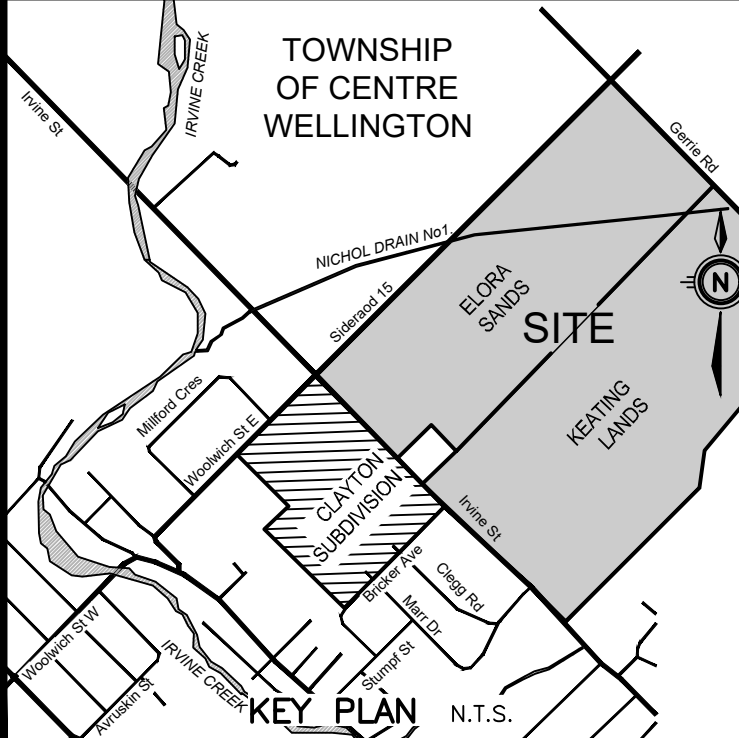 TOWNSHIP
OF CENTRE
WELLINGTON
IRVINE CREEK
Irvine St
Gerrie Rd
NICHOL DRAIN No1.
N
Sideraod 15
ELORA
SANDS
SITE
Millford Cres
KEATING
LANDS
Woolwich St E
CLAYTON
SUBDIVISION
Irvine St
Bricker Ave
Clegg Rd
Marr Dr
Woolwich St W
Stumpf St
IRVINE CREEK
Avruskin St
KEY PLAN N.T.S.